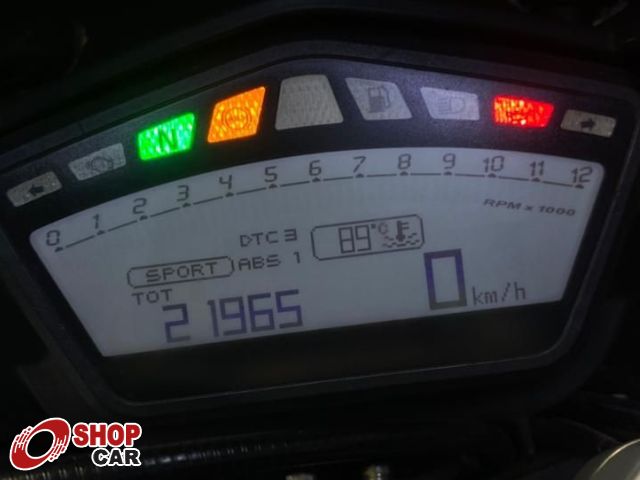 N
ABS
0 1 2 3 4 5 6 7 8 9 10 11 12
RPM x 1000
DTC 3
89°C
SPORT
ABS 1
TOT
21965
0 km/h
SHOP
CAR